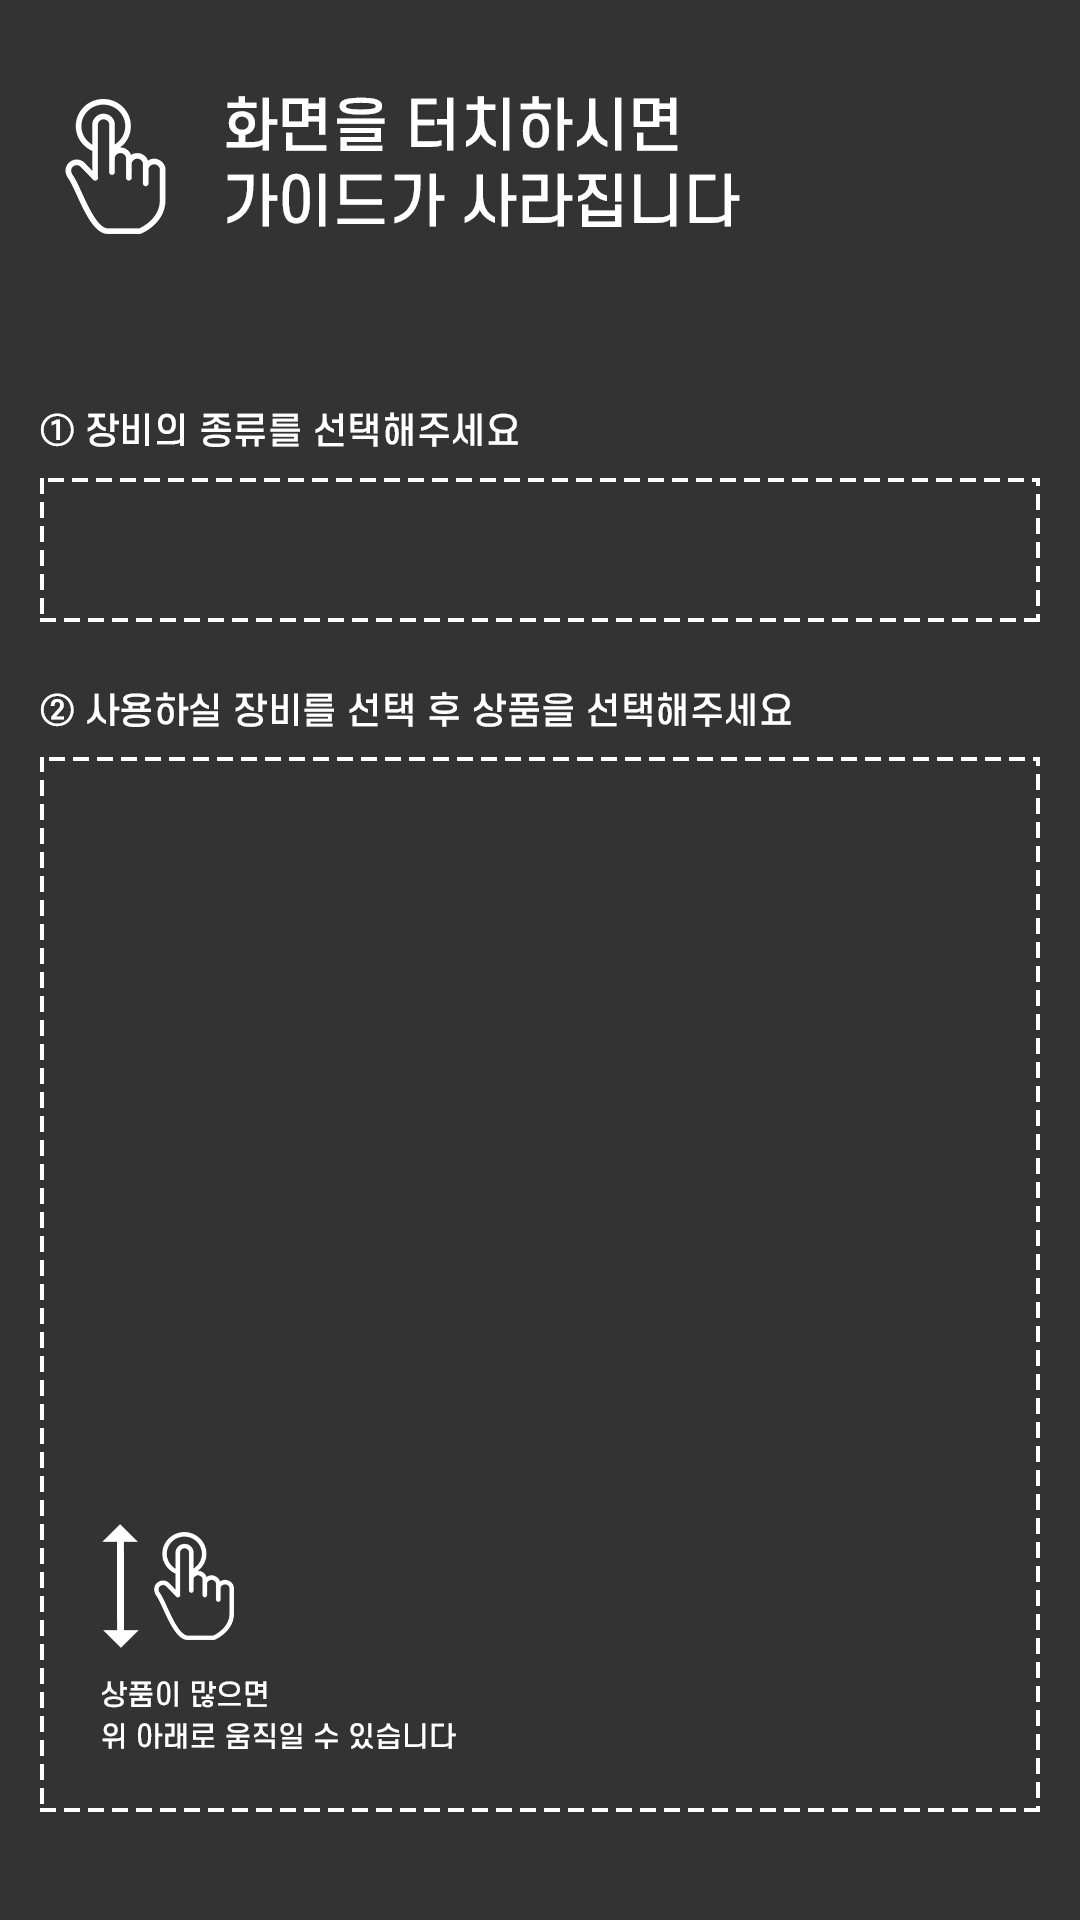 화면을 터치하시면
가이드가 사라집니다
① 장비의 종류를 선택해주세요
② 사용하실 장비를 선택 후 상품을 선택해주세요
상품이 많으면
위 아래로 움직일 수 있습니다